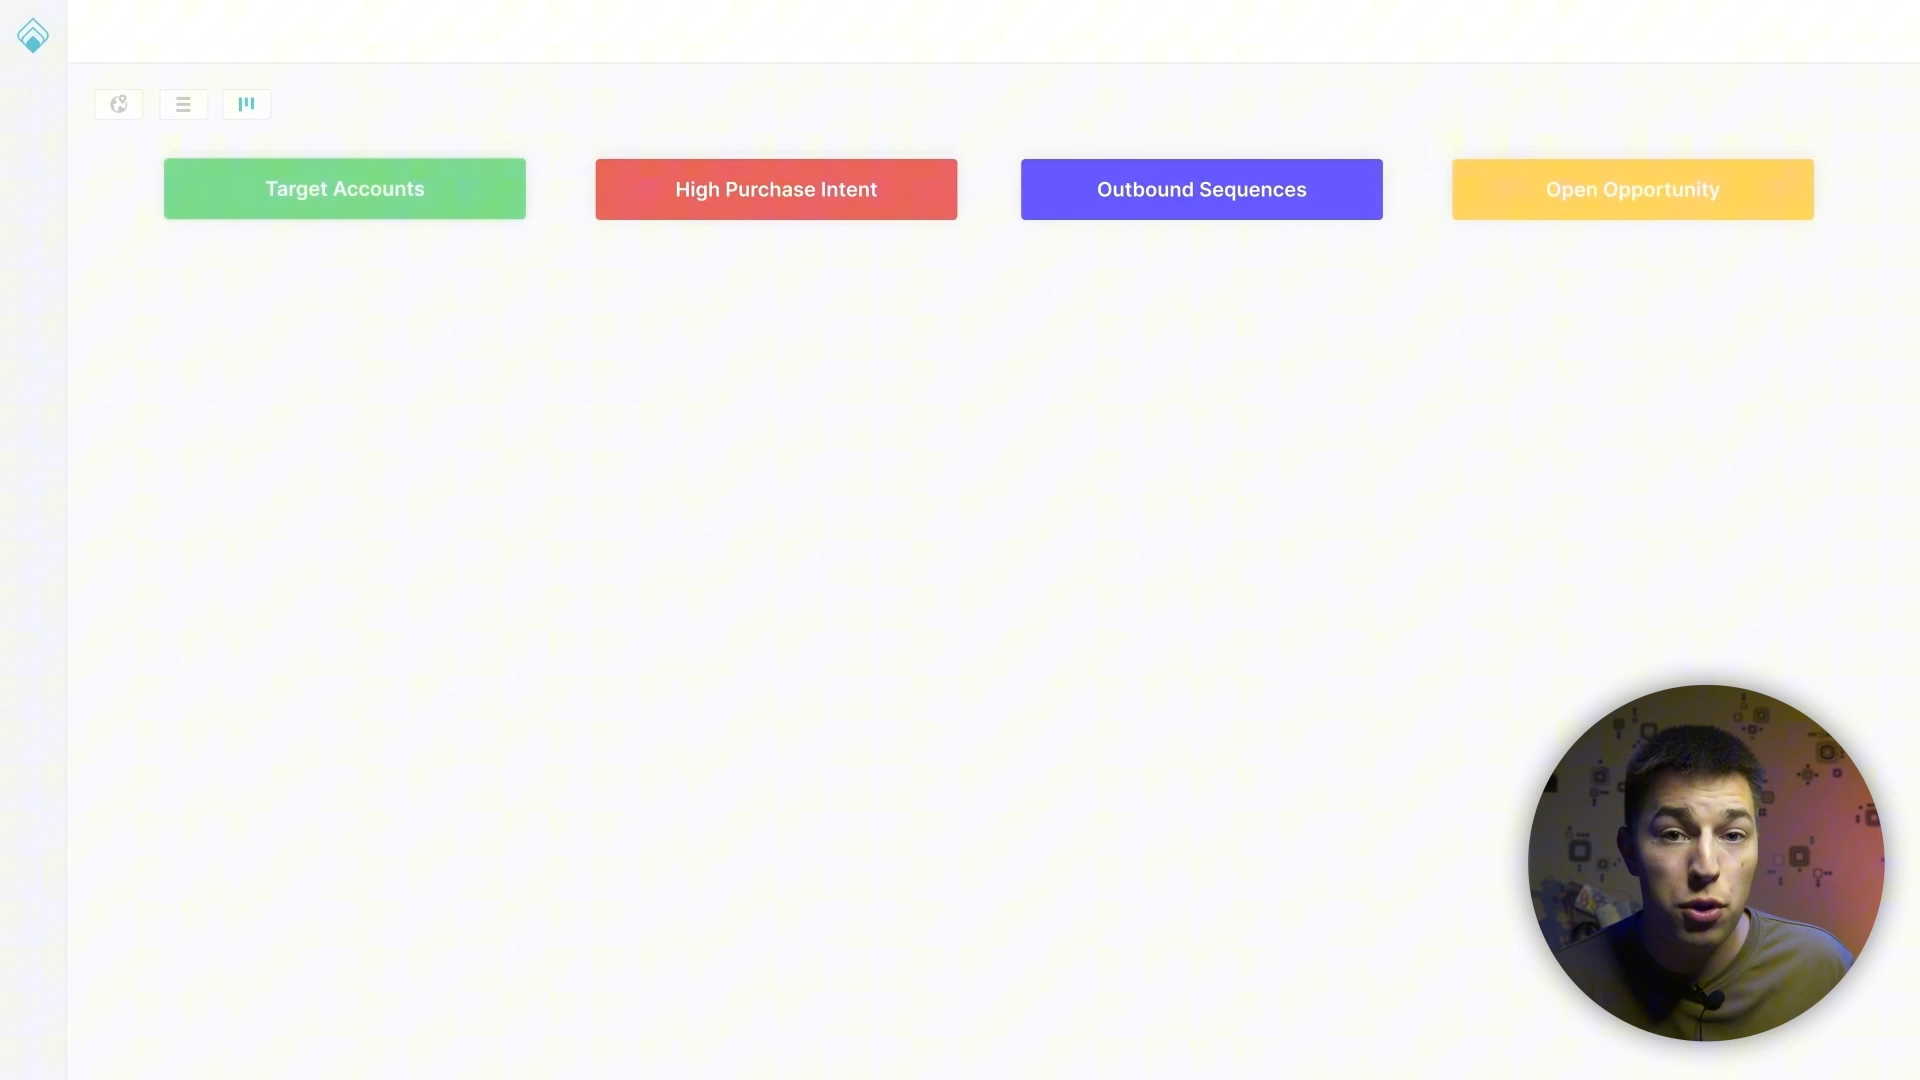 Target Accounts
High Purchase Intent
Outbound Sequences
Open Opportunity